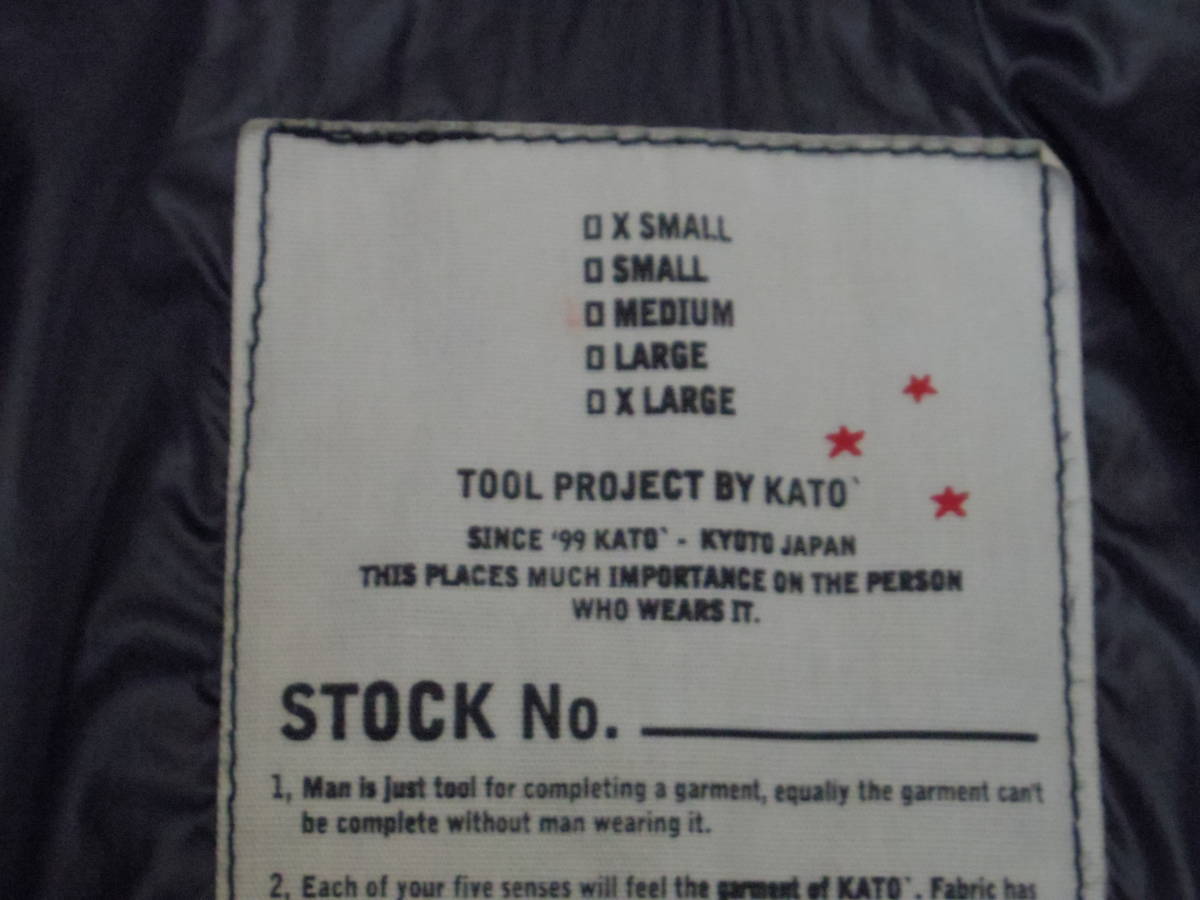 X SMALL
SMALL
MEDIUM
LARGE
X LARGE
TOOL PROJECT BY KATO`
SINCE '99 KATO` - KYOTO JAPAN
THIS PLACES MUCH IMPORTANCE ON THE PERSON
WHO WEARS IT.
STOCK No.
1, Man is just tool for completing a garment, equally the garment can't
be complete without man wearing it.
2, Each of your five senses will feel the garment of KATO`. Fabric has